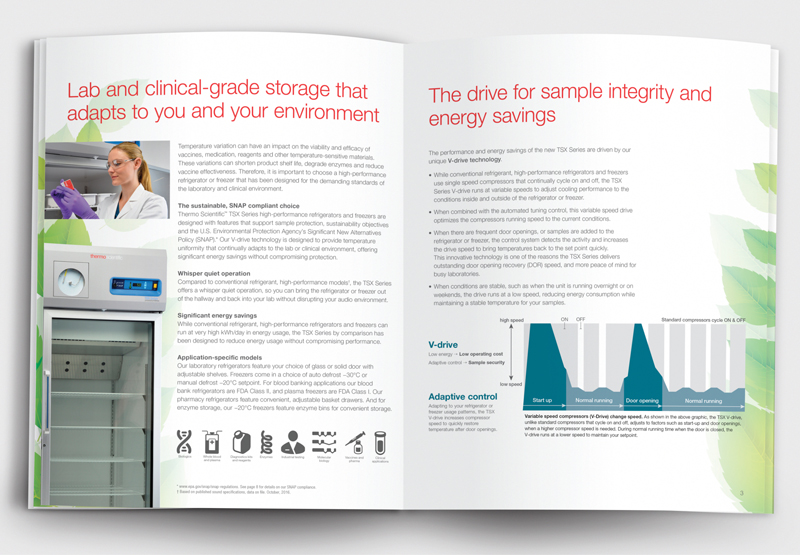 Lab and clinical-grade storage that
adapts to you and your environment
Temperature variation can have an impact on the viability and efficacy of
vaccines, medication, reagents and other temperature-sensitive materials.
These variations can shorten product shelf life, degrade enzymes and reduce
vaccine effectiveness. Therefore, it is important to choose a high-performance
refrigerator or freezer that has been designed for the demanding standards of
the laboratory and clinical environment.
The sustainable, SNAP compliant choice
Thermo Scientific™ TSX Series high-performance refrigerators and freezers are
designed with features that support sample protection, sustainability objectives
and the U.S. Environmental Protection Agency's Significant New Alternatives
Policy (SNAP).* Our V-drive technology is designed to provide temperature
uniformity that continually adapts to the lab or clinical environment, offering
significant energy savings without compromising protection.
Whisper quiet operation
Compared to conventional refrigerant, high-performance models†, the TSX Series
offers a whisper quiet operation, so you can bring the refrigerator or freezer out
of the hallway and back into your lab without disrupting your audio environment.
Significant energy savings
While conventional refrigerant, high-performance refrigerators and freezers can
run at very high kWh/day in energy usage, the TSX Series by comparison has
been designed to reduce energy usage without compromising performance.
Application-specific models
Our laboratory refrigerators feature your choice of glass or solid door with
adjustable shelves. Freezers come in a choice of auto defrost −30°C or
manual defrost −20°C setpoint. For blood banking applications our blood
bank refrigerators are FDA Class II, and plasma freezers are FDA Class I. Our
pharmacy refrigerators feature convenient, adjustable basket drawers. And for
enzyme storage, our −20°C freezers feature enzyme bins for convenient storage.
Biologics
Whole blood
and plasma
Diagnostics kits
and reagents
Enzymes
Industrial testing
Molecular
biology
Vaccines and
Clinical
applications
* www.epa.gov/snap/snap-regulations. See page 8 for details on our SNAP compliance.
† Based on published sound specifications, data on file, October, 2016.
The drive for sample integrity and
energy savings
The performance and energy savings of the new TSX Series are driven by our
unique V-drive technology.
• While conventional refrigerant, high-performance refrigerators and freezers
use single speed compressors that continually cycle on and off, the TSX
Series V-drive runs at variable speeds to adjust cooling performance to the
conditions inside and outside of the refrigerator or freezer.
• When combined with the automated tuning control, this variable speed drive
optimizes the compressors running speed to the current conditions.
• When there are frequent door openings, or samples are added to the
refrigerator or freezer, the control system detects the activity and increases
the drive speed to bring temperatures back to the set point quickly.
This innovative technology is one of the reasons the TSX Series delivers
outstanding door opening recovery (DOR) speed, and more peace of mind for
busy laboratories.
• When conditions are stable, such as when the unit is running overnight or on
weekends, the drive runs at a low speed, reducing energy consumption while
maintaining a stable temperature for your samples.
high speed
ON OFF
Standard compressors cycle ON & OFF
V-drive
Low energy – Low operating cost
Adaptive control – Sample security
low speed
Adaptive control
Adapting to your refrigerator or
freezer usage patterns, the TSX
V-drive increases compressor
speed to quickly restore
temperature after door openings.
Start up
Normal running
Door opening
Normal running
Variable speed compressors (V-Drive) change speed. As shown in the above graphic, the TSX V-drive,
unlike standard compressors that cycle on and off, adjusts to factors such as start-up and door openings,
when a higher compressor speed is needed. During normal running time when the door is closed, the
V-drive runs at a lower speed to maintain your setpoint.
3